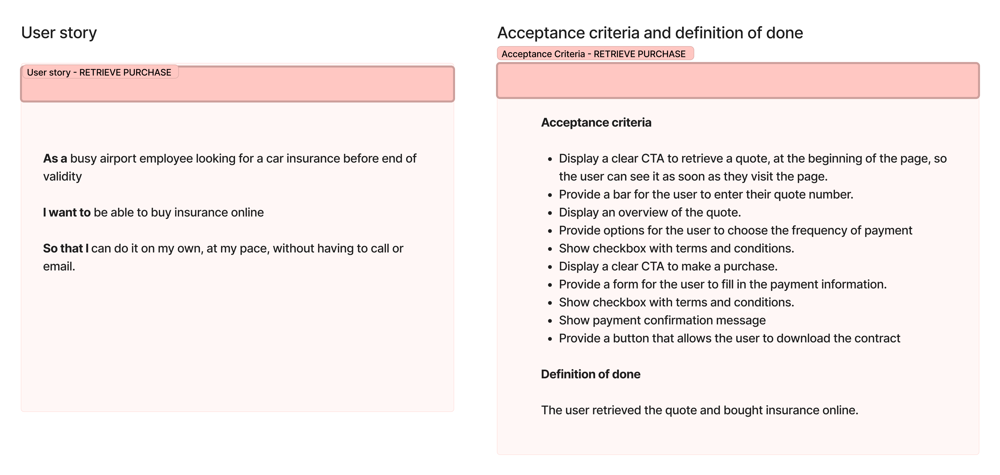 User story
User story - RETRIEVE PURCHASE
As a busy airport employee looking for a car insurance before end of
validity
I want to be able to buy insurance online
So that I can do it on my own, at my pace, without having to call or
email.
Acceptance criteria and definition of done
Acceptance Criteria - RETRIEVE PURCHASE
Acceptance criteria
• Display a clear CTA to retrieve a quote, at the beginning of the page, so
the user can see it as soon as they visit the page.
• Provide a bar for the user to enter their quote number.
• Display an overview of the quote.
• Provide options for the user to choose the frequency of payment
• Show checkbox with terms and conditions.
• Display a clear CTA to make a purchase.
• Provide a form for the user to fill in the payment information.
• Show checkbox with terms and conditions.
• Show payment confirmation message
• Provide a button that allows the user to download the contract
Definition of done
The user retrieved the quote and bought insurance online.